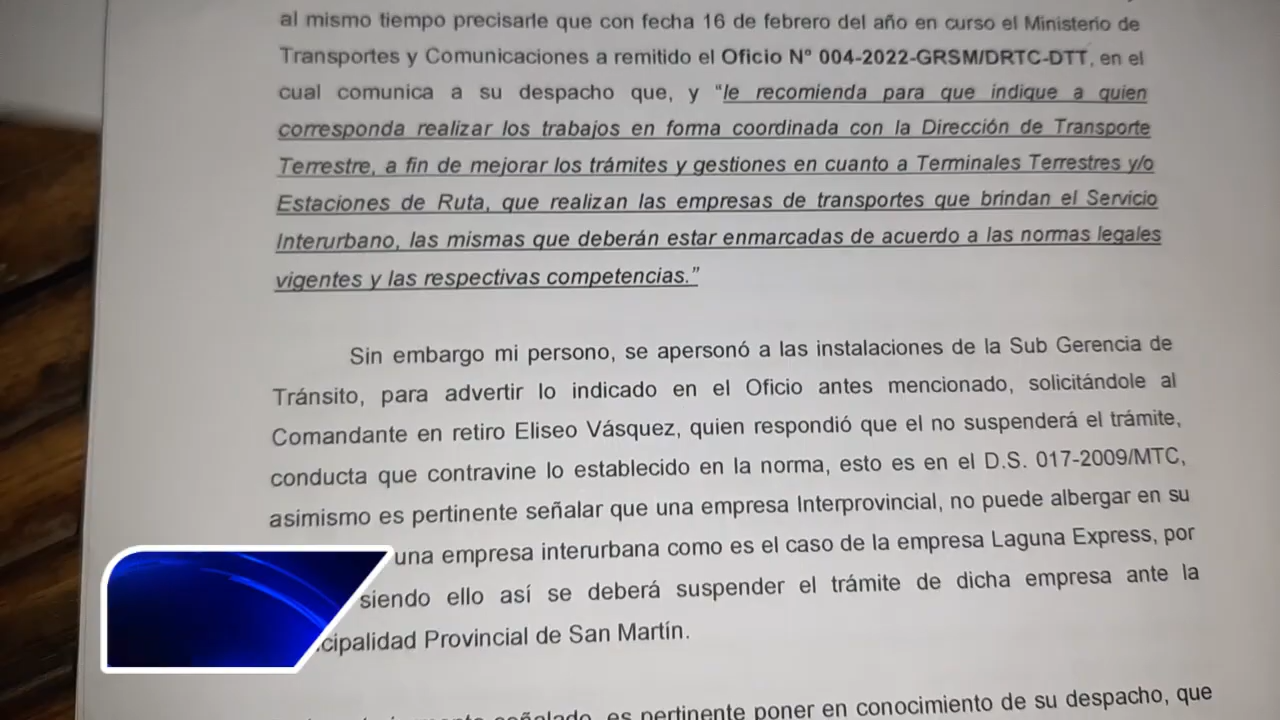 al mismo tiempo precisarle que con fecha 16 de febrero del año en curso el Ministerio de
Transportes y Comunicaciones a remitido el Oficio N° 004-2022-GRSM/DRTC-DTT, en el
cual comunica a su despacho que, y "le recomienda para que indique a quien
corresponda realizar los trabajos en forma coordinada con la Dirección de Transporte
Terrestre, a fin de mejorar los trámites y gestiones en cuanto a Terminales Terrestres y/o
Estaciones de Ruta, que realizan las empresas de transportes que brindan el Servicio
Interurbano, las mismas que deberán estar enmarcadas de acuerdo a las normas legales
vigentes y las respectivas competencias."
Sin embargo mi persono, se apersonó a las instalaciones de la Sub Gerencia de
Tránsito, para advertir lo indicado en el Oficio antes mencionado, solicitándole al
Comandante en retiro Eliseo Vásquez, quien respondió que el no suspenderá el trámite,
conducta que contravine lo establecido en la norma, esto es en el D.S. 017-2009/MTC,
asimismo es pertinente señalar que una empresa Interprovincial, no puede albergar en su
una empresa interurbana como es el caso de la empresa Laguna Express, por
siendo ello así se deberá suspender el trámite de dicha empresa ante la
cipalidad Provincial de San Martín.
señalado, es pertinente poner en conocimiento de su despacho, que